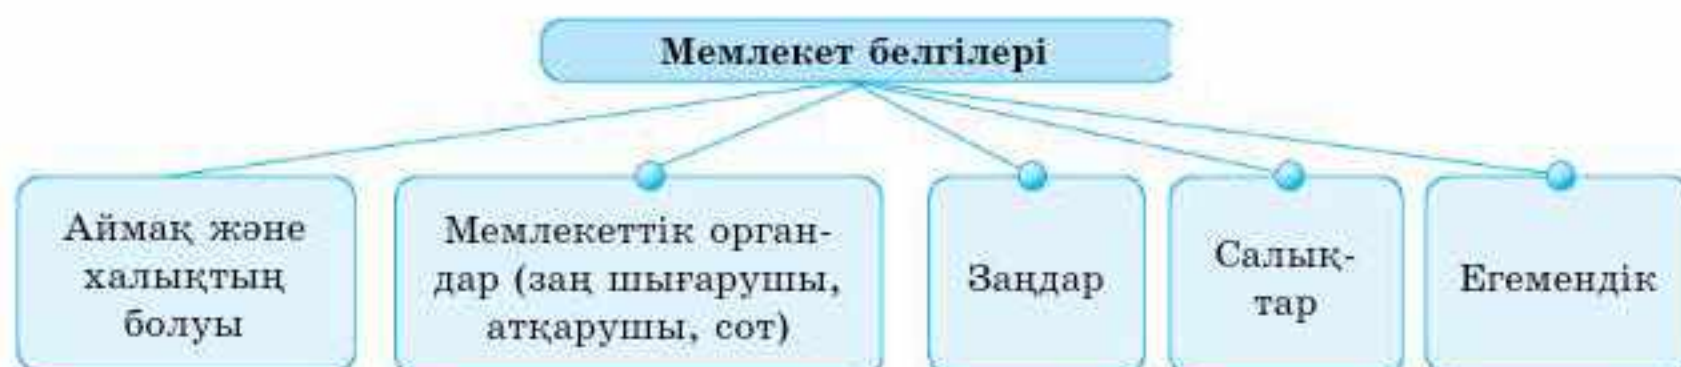 Мемлекет белгілері
Аймақ және
халықтың
болуы
Мемлекеттік орган-
дар (заң шығарушы,
атқарушы, сот)
Заңдар
Салық-
тар
Егемендік